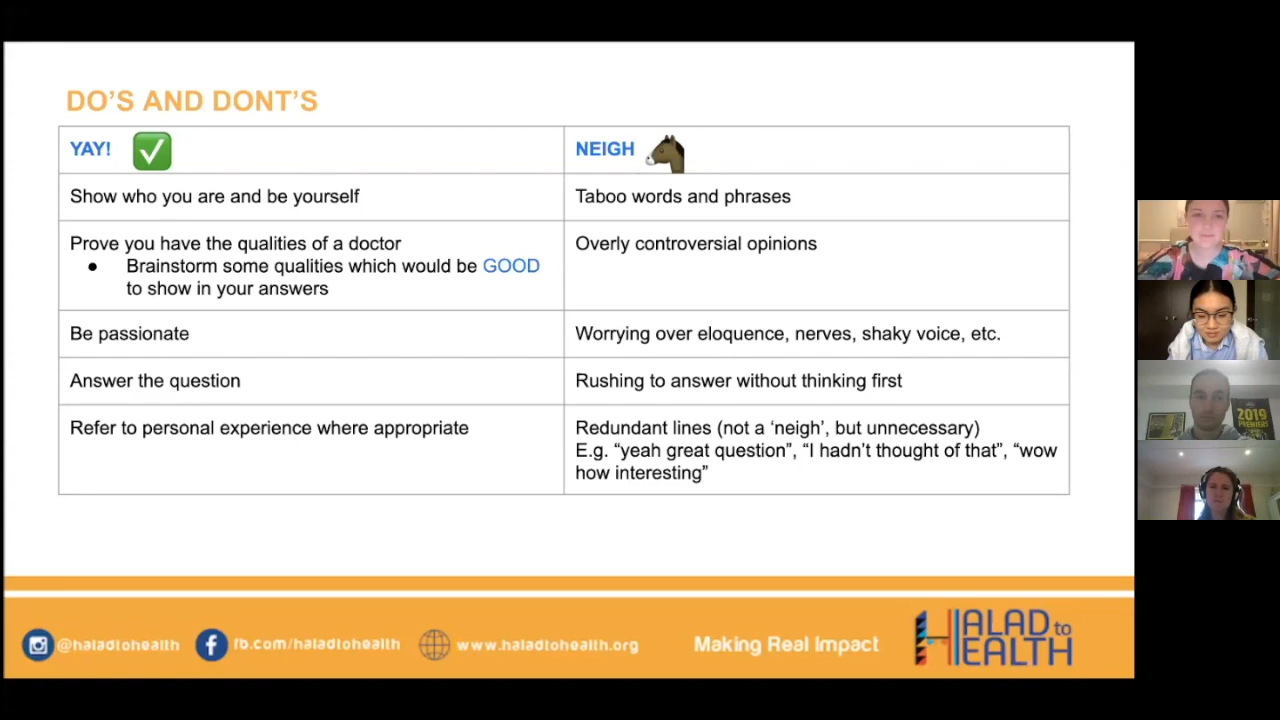 DO'S AND DONT'S
YAY!
NEIGH
Show who you are and be yourself
Taboo words and phrases
Prove you have the qualities of a doctor
● Brainstorm some qualities which would be GOOD
to show in your answers
Overly controversial opinions
Be passionate
Worrying over eloquence, nerves, shaky voice, etc.
Answer the question
Rushing to answer without thinking first
Refer to personal experience where appropriate
Redundant lines (not a ‘neigh’, but unnecessary)
E.g. “yeah great question”, “I hadn’t thought of that”, “wow
how interesting”
@haladtohealth
fb.com/haladtohealth
www.haladtohealth.org
Making Real Impact
HALAD to
HEALTH
2019
PREMIERS